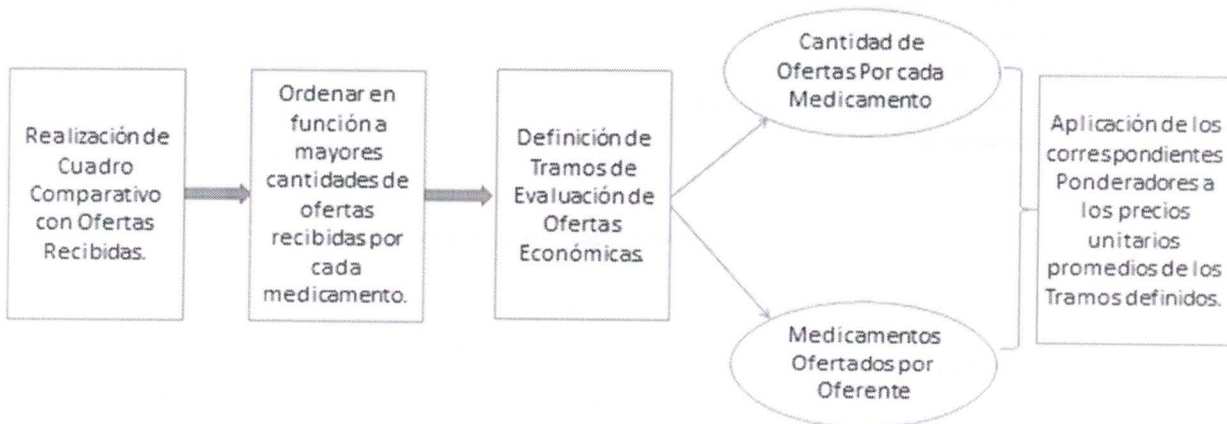 Realización de
Cuadro
Comparativo
con Ofertas
Recibidas.
Ordenar en
función a
mayores
cantidades de
ofertas
recibidas por
cada
medicamento.
Definición de
Tramos de
Evaluación de
Ofertas
Económicas.
Cantidad de
Ofertas Por cada
Medicamento
Medicamentos
Ofertados por
Oferente
Aplicación de los
correspondientes
Ponderadores a
los precios
unitarios
promedios de los
Tramos definidos.